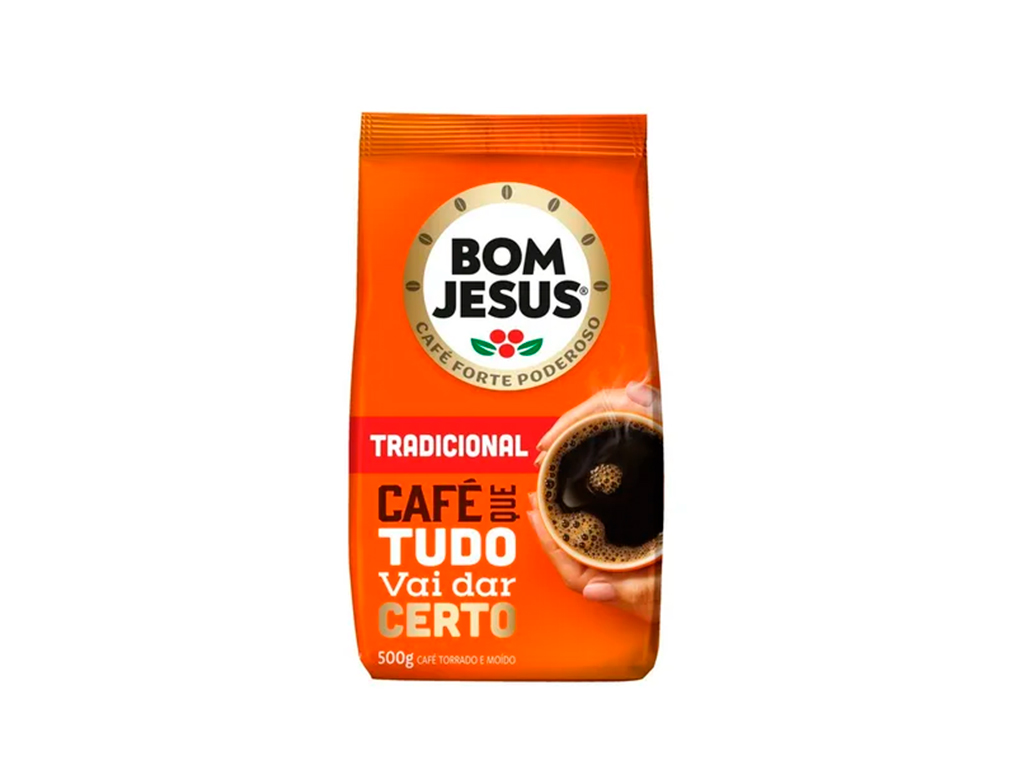 BOM
JESUS®
CAFÉ FORTE PODEROSO
TRADICIONAL
CAFÉ QUE
TUDO
Vai dar
CERTO
500g CAFÉ TORRADO E MOÍDO